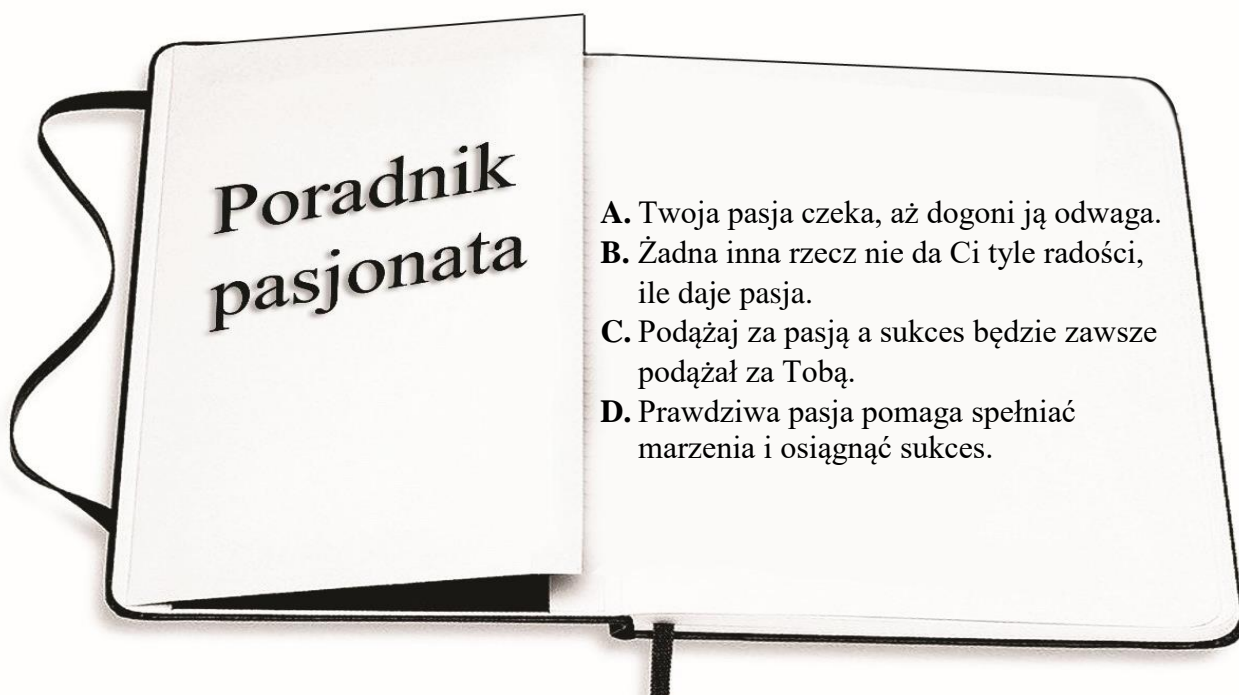 Poradnik
pasjonata
A. Twoja pasja czeka, aż dogoni ją odwaga.
B. Żadna inna rzecz nie da Ci tyle radości,
ile daje pasja.
C. Podążaj za pasją a sukces będzie zawsze
podążał za Tobą.
D. Prawdziwa pasja pomaga spełniać
marzenia i osiągnąć sukces.